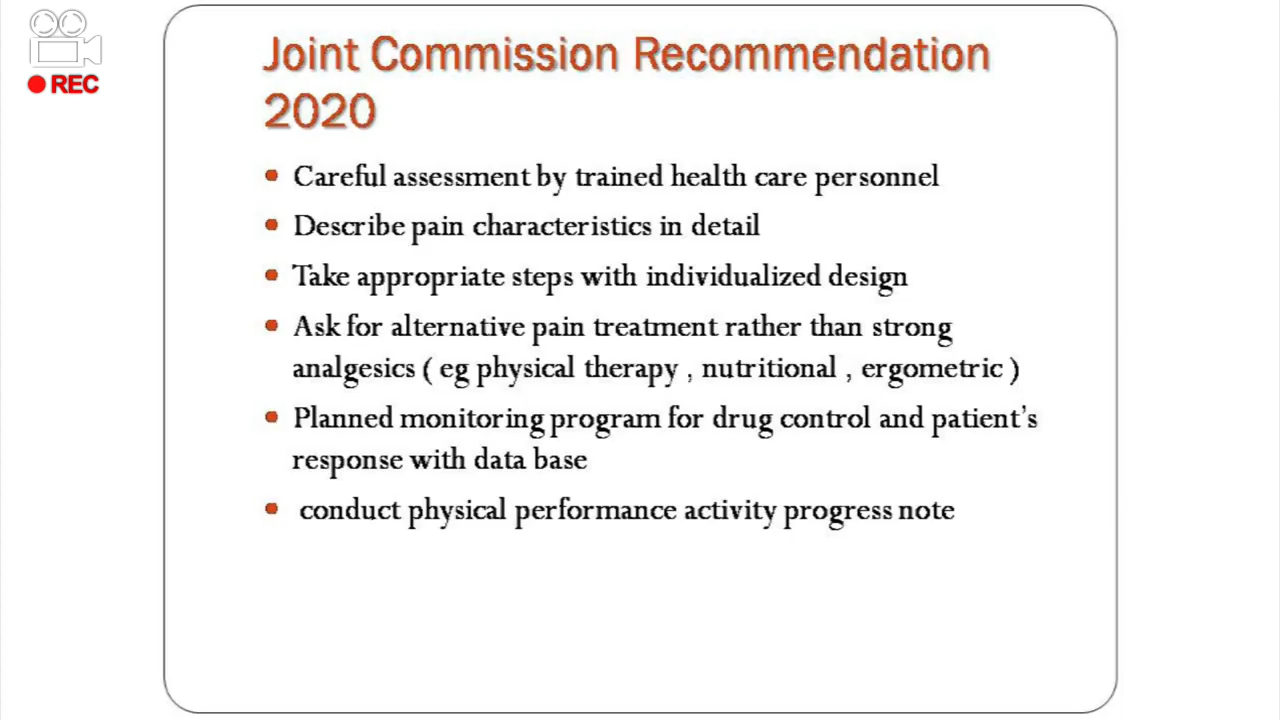 REC
Joint Commission Recommendation
2020
• Careful assessment by trained health care personnel
• Describe pain characteristics in detail
• Take appropriate steps with individualized design
• Ask for alternative pain treatment rather than strong
analgesics ( eg physical therapy , nutritional , ergometric )
• Planned monitoring program for drug control and patient's
response with data base
• conduct physical performance activity progress note